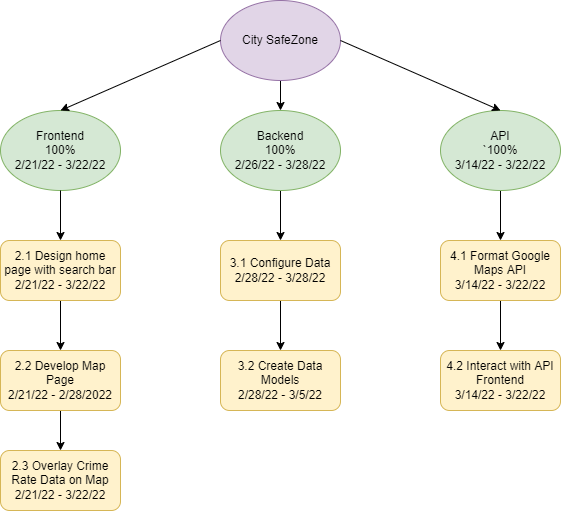 City SafeZone
Frontend
100%
2/21/22 - 3/22/22
Backend
100%
2/26/22 - 3/28/22
API
`100%
3/14/22 - 3/22/22
2.1 Design home
page with search bar
2/21/22 - 3/22/22
3.1 Configure Data
2/28/22 - 3/28/22
4.1 Format Google
Maps API
3/14/22 - 3/22/22
2.2 Develop Map
Page
2/21/22 - 2/28/2022
3.2 Create Data
Models
2/28/22 - 3/5/22
4.2 Interact with API
Frontend
3/14/22 - 3/22/22
2.3 Overlay Crime
Rate Data on Map
2/21/22 - 3/22/22